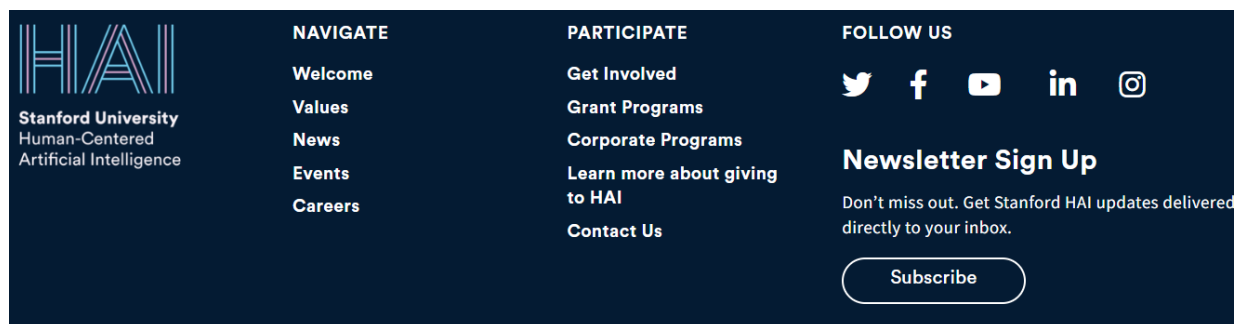 HAI
Stanford University
Human-Centered
Artificial Intelligence
NAVIGATE
Welcome
Values
News
Events
Careers
PARTICIPATE
Get Involved
Grant Programs
Corporate Programs
Learn more about giving
to HAI
Contact Us
FOLLOW US
Newsletter Sign Up
Don’t miss out. Get Stanford HAI updates delivered
directly to your inbox.
Subscribe